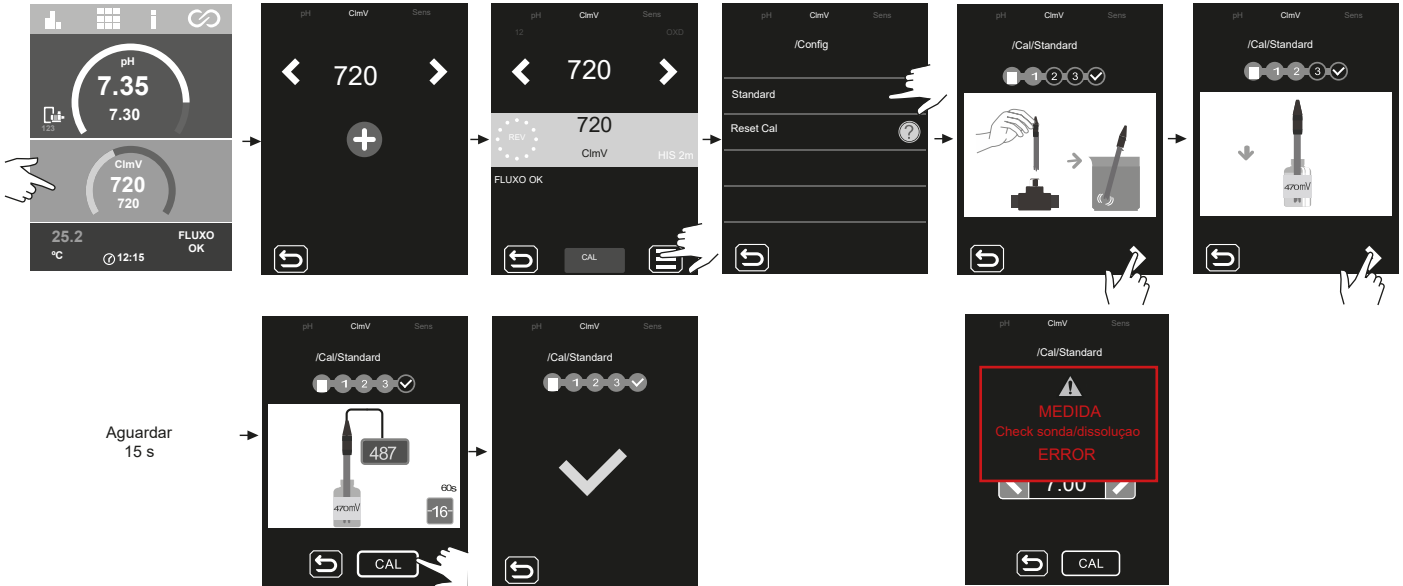 pH
7.35
7.30
123
ClmV
720
720
25.2
ºC
12:15
FLUXO
OK
pH ClmV Sens
720
pH ClmV Sens
12 OXD
720
REV
720
ClmV
HIS 2m
FLUXO OK
CAL
pH ClmV Sens
/Config
Standard
Reset Cal
?
pH ClmV Sens
/Cal/Standard
1 2 3
pH ClmV Sens
/Cal/Standard
1 2 3
470mV
Aguardar
15 s
pH ClmV Sens
/Cal/Standard
1 2 3
487
470mV
60s
-16-
CAL
pH ClmV Sens
/Cal/Standard
1 2 3
pH ClmV Sens
/Cal/Standard
MEDIDA
Check sonda/dissoluçao
ERROR
7.00
CAL